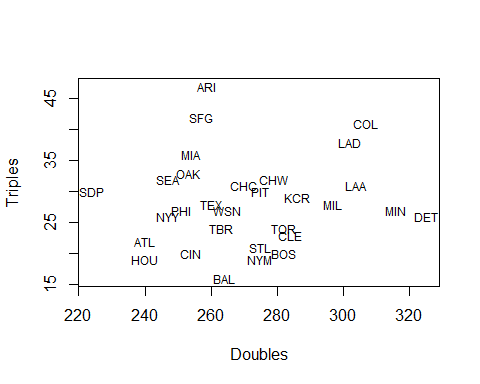 ARI
SFG
COL
LAD
MIA
OAK
SEA CHW
CHC LAA
SDP PIT
KCR
TEX MIL
PHI WSN MIN
NYY DET
TBR TOR
CLE
ATL
STL
CIN BOS
HOU NYM
BAL
45
35
25
15
Triples
220 240 260 280 300 320
Doubles